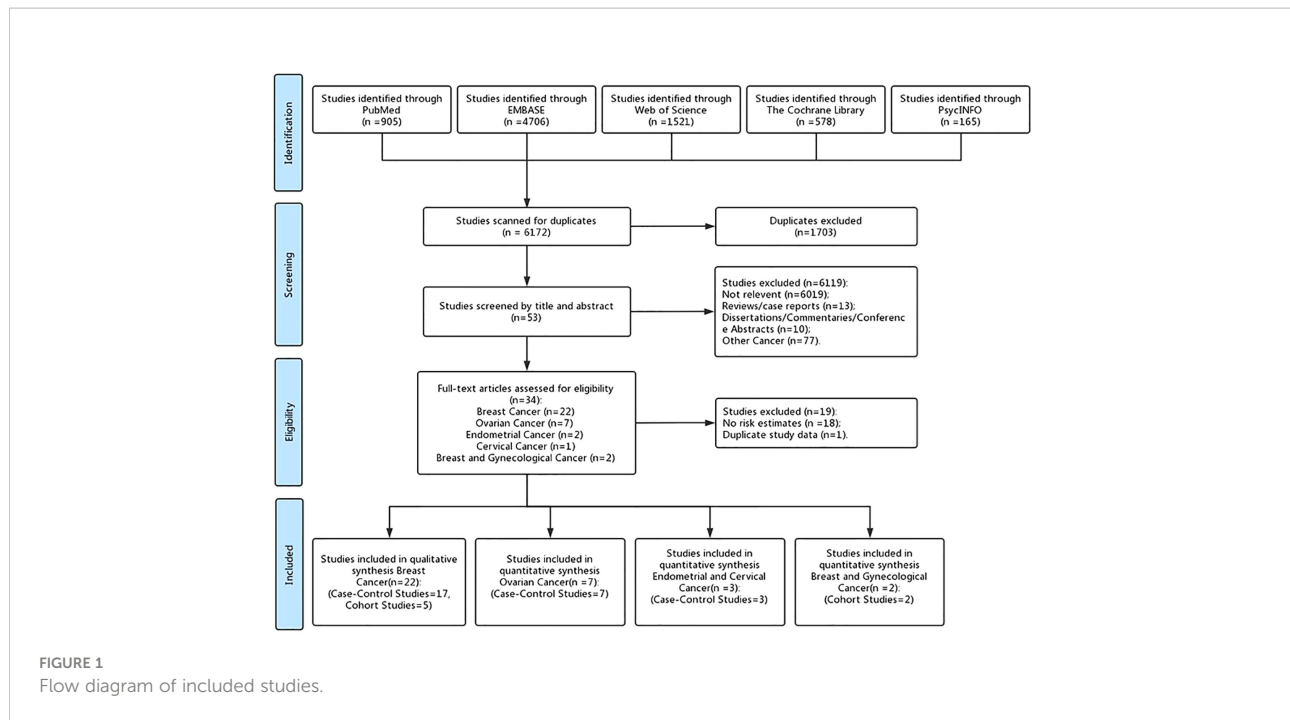 Identification
Studies identified through
PubMed
(n =905)
Studies identified through
EMBASE
(n =4706)
Studies identified through
Web of Science
(n =1521)
Studies identified through
The Cochrane Library
(n =578)
Studies identified through
PsycINFO
(n =165)
Screening
Studies scanned for duplicates
(n = 6172)
Duplicates excluded
(n=1703)
Studies screened by title and abstract
(n=53)
Studies excluded (n=6119):
Not relevent (n=6019);
Reviews/case reports (n=13);
Dissertations/Commentaries/Conferenc
e Abstracts (n=10);
Other Cancer (n=77).
Eligibility
Full-text articles assessed for eligibility
(n=34):
Breast Cancer (n=22)
Ovarian Cancer (n=7)
Endometrial Cancer (n=2)
Cervical Cancer (n=1)
Breast and Gynecological Cancer (n=2)
Studies excluded (n=19):
No risk estimates (n =18);
Duplicate study data (n=1).
Included
Studies included in qualitative
synthesis Breast
Cancer(n=22):
(Case-Control Studies=17,
Cohort Studies=5)
Studies included in
quantitative synthesis
Ovarian Cancer(n =7):
(Case-Control Studies=7)
Studies included in
quantitative synthesis
Endometrial and Cervical
Cancer(n =3):
(Case-Control Studies=3)
Studies included in
quantitative synthesis
Breast and Gynecological
Cancer(n =2):
(Cohort Studies=2)
FIGURE 1
Flow diagram of included studies.